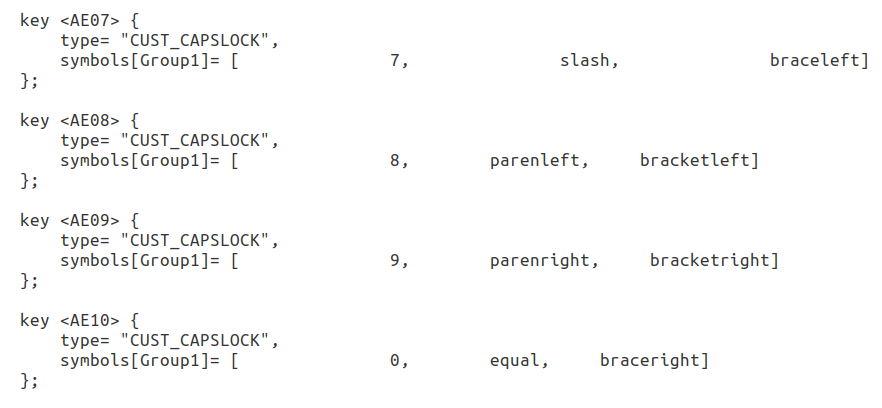 key <AE07> {
    type= "CUST_CAPSLOCK",
    symbols[Group1]= [               7,               slash,               braceleft]
};

key <AE08> {
    type= "CUST_CAPSLOCK",
    symbols[Group1]= [               8,        parenleft,     bracketleft]
};

key <AE09> {
    type= "CUST_CAPSLOCK",
    symbols[Group1]= [               9,        parenright,     bracketright]
};

key <AE10> {
    type= "CUST_CAPSLOCK",
    symbols[Group1]= [               0,        equal,     braceright]
};